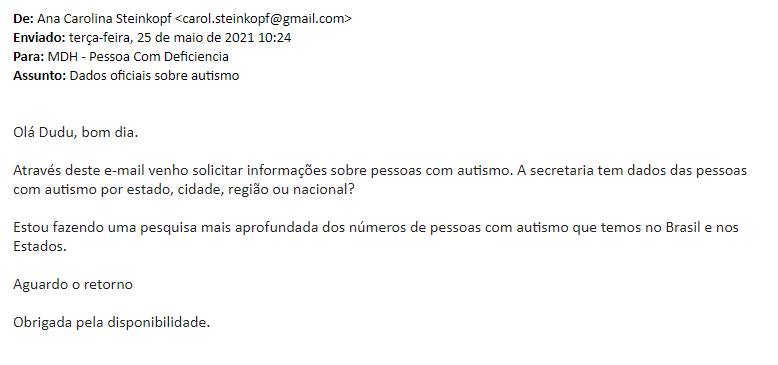 De: Ana Carolina Steinkopf <carol.steinkopf@gmail.com>
Enviado: terça-feira, 25 de maio de 2021 10:24
Para: MDH - Pessoa Com Deficiencia
Assunto: Dados oficiais sobre autismo
Olá Dudu, bom dia.
Através deste e-mail venho solicitar informações sobre pessoas com autismo. A secretaria tem dados das pessoas
com autismo por estado, cidade, região ou nacional?
Estou fazendo uma pesquisa mais aprofundada dos números de pessoas com autismo que temos no Brasil e nos
Estados.
Aguardo o retorno
Obrigada pela disponibilidade.